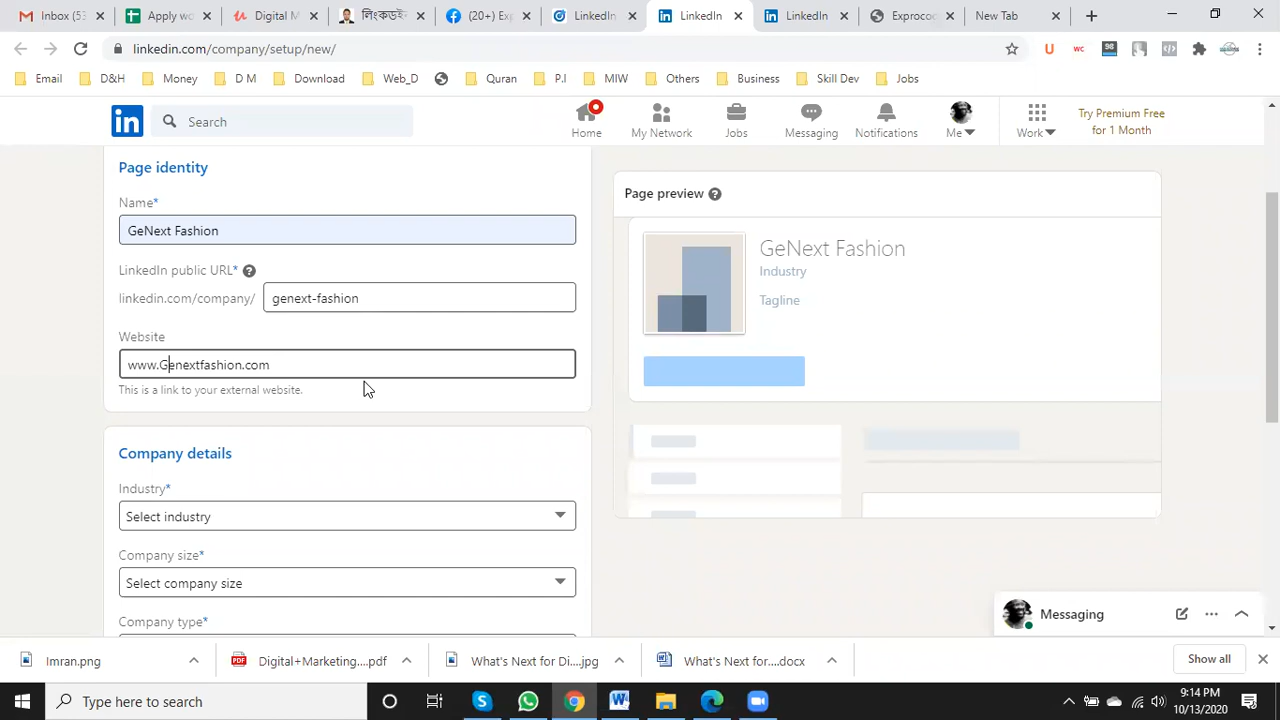 Inbox (53
Apply wo
Digital M
লিংকডইন
(20+) Exp
LinkedIn
LinkedIn
LinkedIn
Exprocod
New Tab
linkedin.com/company/setup/new/
Email
D&H
Money
D M
Download
Web_D
Quran
P.I
MIW
Others
Business
Skill Dev
Jobs
in
Search
Home
My Network
Jobs
Messaging
Notifications
Me
Work
Try Premium Free
for 1 Month
Page identity
Name*
GeNext Fashion
LinkedIn public URL*
linkedin.com/company/
genext-fashion
Website
www.Genextfashion.com
This is a link to your external website.
Company details
Industry*
Select industry
Company size*
Select company size
Company type*
Page preview
GeNext Fashion
Industry
Tagline
Messaging
Imran.png
Digital+Marketing....pdf
What's Next for Di....jpg
What's Next for....docx
Show all
Type here to search
9:14 PM
10/13/2020